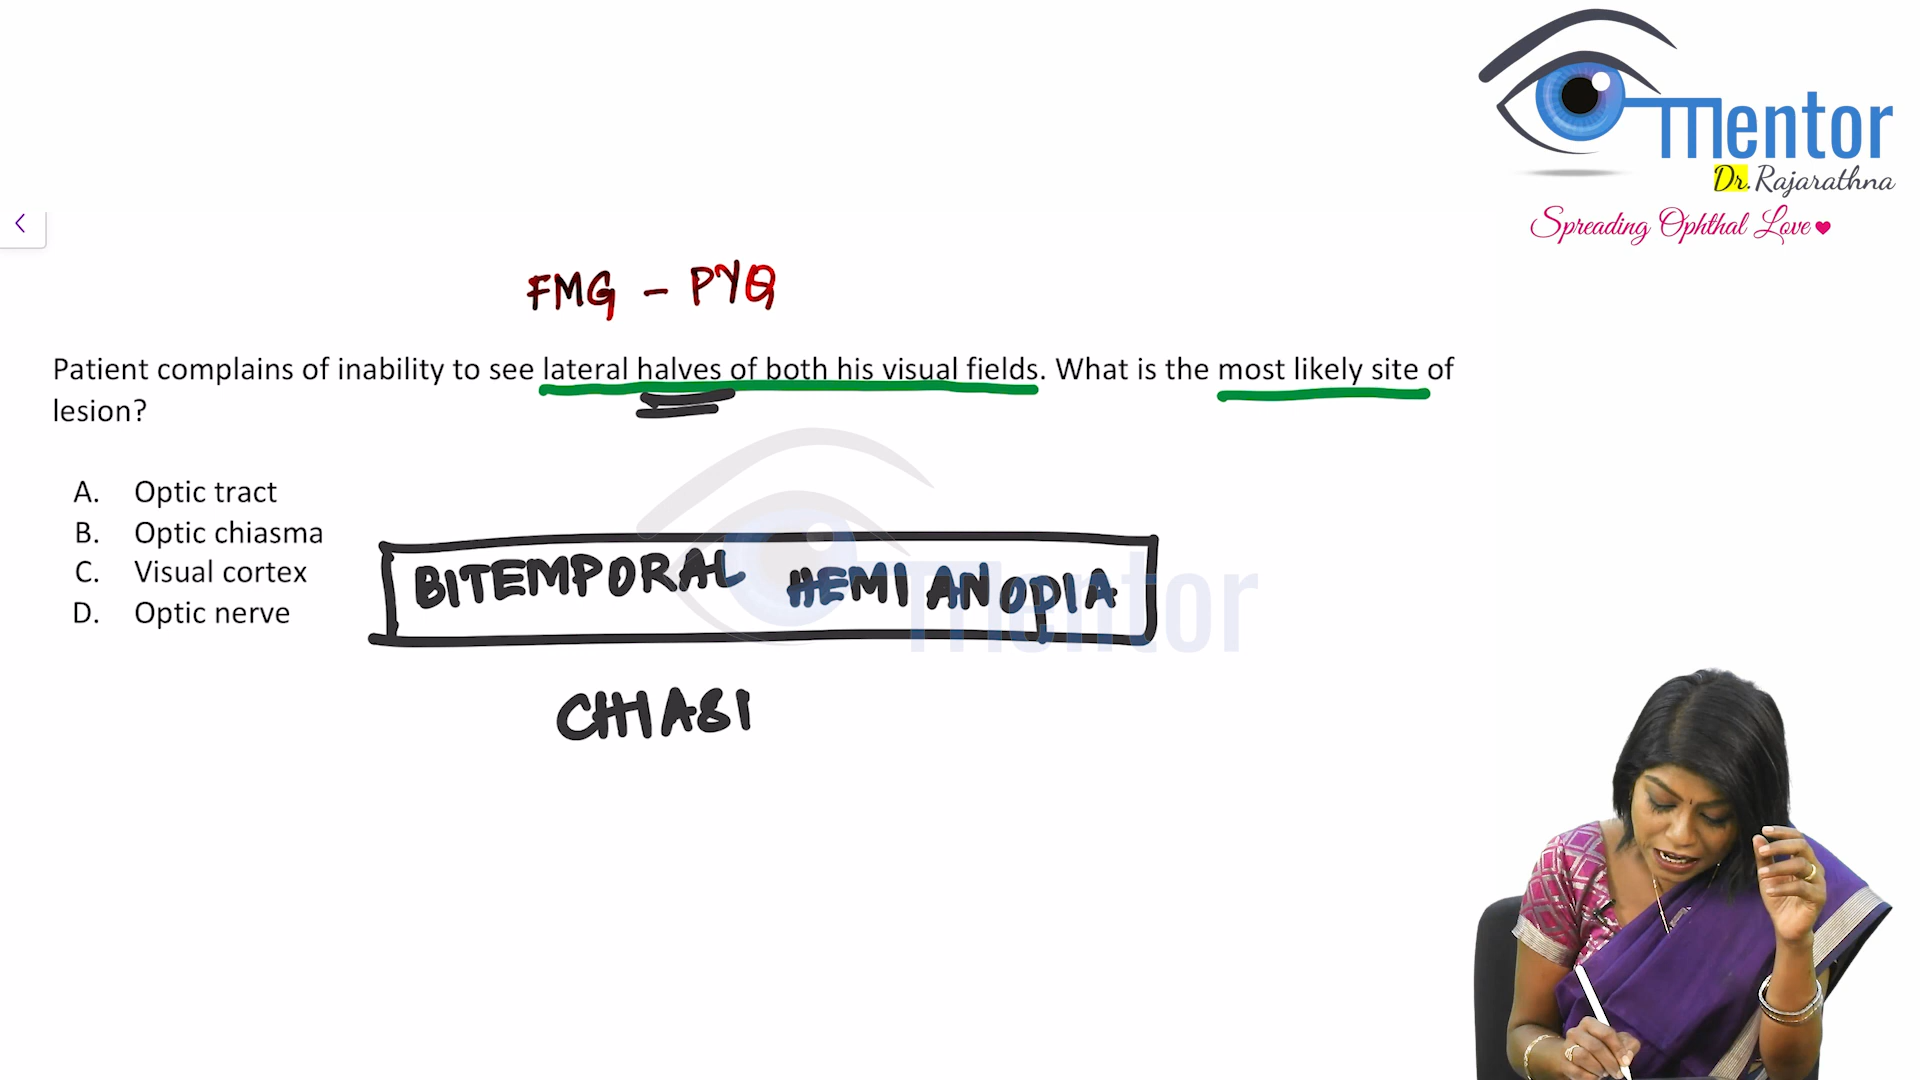 mentor
Dr. Rajarathna
Spreading Ophthal Love
FMG - PYQ
Patient complains of inability to see lateral halves of both his visual fields. What is the most likely site of
lesion?
A. Optic tract
B. Optic chiasma
C. Visual cortex
D. Optic nerve
BITEMPORAL HEMIANOPIA
mentor
CHIASI